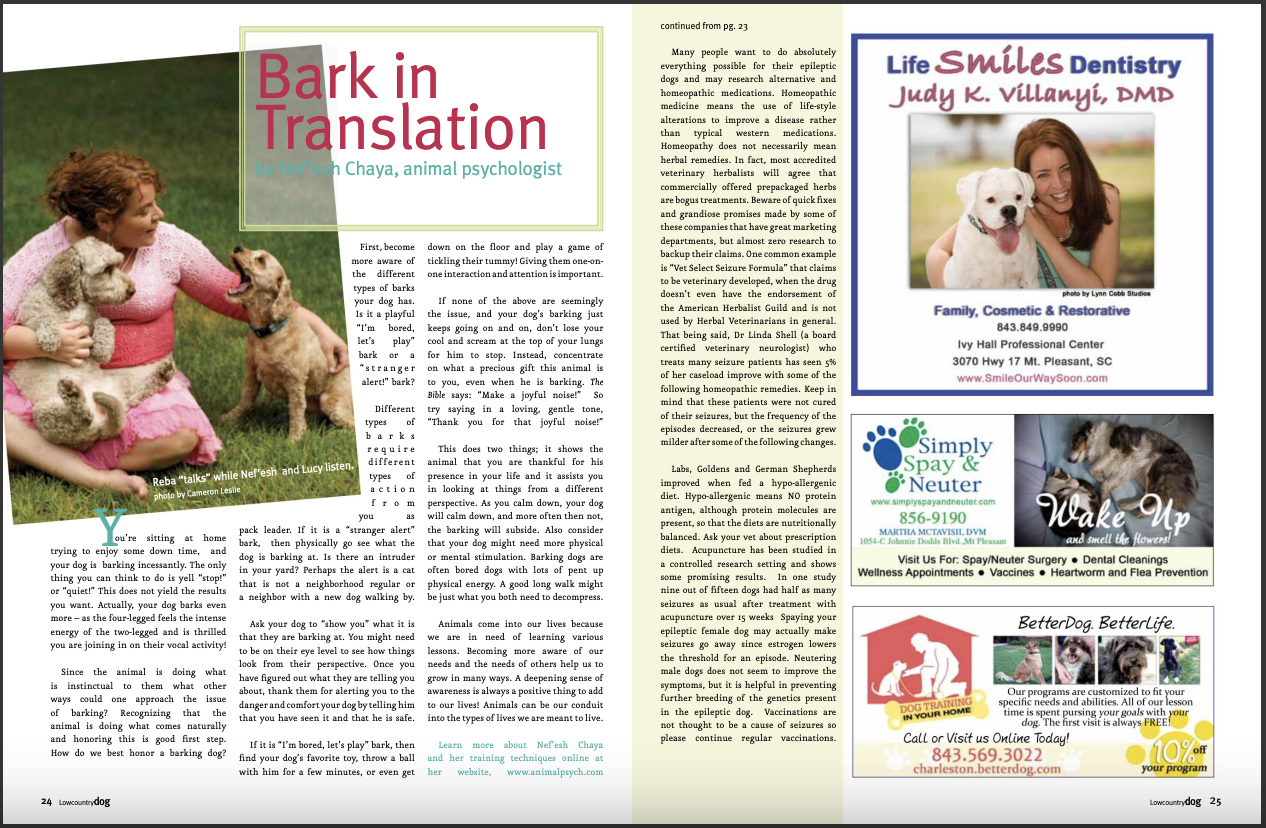 Bark in
Translation
by Nef'esh Chaya, animal psychologist
Reba "talks" while Nef'esh and Lucy listen.
photo by Cameron Leslie
You're sitting at home
trying to enjoy some down time, and
your dog is barking incessantly. The only
thing you can think to do is yell "stop!"
or "quiet!" This does not yield the results
you want. Actually, your dog barks even
more – as the four-legged feels the intense
energy of the two-legged and is thrilled
you are joining in on their vocal activity!
Since the animal is doing what
is instinctual to them what other
ways could one approach the issue
of barking? Recognizing that the
animal is doing what comes naturally
and honoring this is good first step.
How do we best honor a barking dog?
First, become
more aware of
the different
types of barks
your dog has.
Is it a playful
"I'm bored,
let's play"
bark or a
"stranger
alert!" bark?
Different
types of
barks
require
different
types of
action
from
you as
pack leader. If it is a "stranger alert"
bark, then physically go see what the
dog is barking at. Is there an intruder
in your yard? Perhaps the alert is a cat
that is not a neighborhood regular or
a neighbor with a new dog walking by.
Ask your dog to "show you" what it is
that they are barking at. You might need
to be on their eye level to see how things
look from their perspective. Once you
have figured out what they are telling you
about, thank them for alerting you to the
danger and comfort your dog by telling him
that you have seen it and that he is safe.
If it is "I'm bored, let's play" bark, then
find your dog's favorite toy, throw a ball
with him for a few minutes, or even get
down on the floor and play a game of
tickling their tummy! Giving them one-on-
one interaction and attention is important.
If none of the above are seemingly
the issue, and your dog's barking just
keeps going on and on, don't lose your
cool and scream at the top of your lungs
for him to stop. Instead, concentrate
on what a precious gift this animal is
to you, even when he is barking. The
Bible says: "Make a joyful noise!" So
try saying in a loving, gentle tone,
"Thank you for that joyful noise!"
This does two things; it shows the
animal that you are thankful for his
presence in your life and it assists you
in looking at things from a different
perspective. As you calm down, your dog
will calm down, and more often then not,
the barking will subside. Also consider
that your dog might need more physical
or mental stimulation. Barking dogs are
often bored dogs with lots of pent up
physical energy. A good long walk might
be just what you both need to decompress.
Animals come into our lives because
we are in need of learning various
lessons. Becoming more aware of our
needs and the needs of others help us to
grow in many ways. A deepening sense of
awareness is always a positive thing to add
to our lives! Animals can be our conduit
into the types of lives we are meant to live.
Learn more about Nef'esh Chaya
and her training techniques online at
her website, www.animalpsych.com
24 Lowcountrydog
continued from pg. 23
Many people want to do absolutely
everything possible for their epileptic
dogs and may research alternative and
homeopathic medications. Homeopathic
medicine means the use of life-style
alterations to improve a disease rather
than typical western medications.
Homeopathy does not necessarily mean
herbal remedies. In fact, most accredited
veterinary herbalists will agree that
commercially offered prepackaged herbs
are bogus treatments. Beware of quick fixes
and grandiose promises made by some of
these companies that have great marketing
departments, but almost zero research to
backup their claims. One common example
is "Vet Select Seizure Formula" that claims
to be veterinary developed, when the drug
doesn't even have the endorsement of
the American Herbalist Guild and is not
used by Herbal Veterinarians in general.
That being said, Dr Linda Shell (a board
certified veterinary neurologist) who
treats many seizure patients has seen 5%
of her caseload improve with some of the
following homeopathic remedies. Keep in
mind that these patients were not cured
of their seizures, but the frequency of the
episodes decreased, or the seizures grew
milder after some of the following changes.
Labs, Goldens and German Shepherds
improved when fed a hypo-allergenic
diet. Hypo-allergenic means NO protein
antigen, although protein molecules are
present, so that the diets are nutritionally
balanced. Ask your vet about prescription
diets. Acupuncture has been studied in
a controlled research setting and shows
some promising results. In one study
nine out of fifteen dogs had half as many
seizures as usual after treatment with
acupuncture over 15 weeks Spaying your
epileptic female dog may actually make
seizures go away since estrogen lowers
the threshold for an episode. Neutering
male dogs does not seem to improve the
symptoms, but it is helpful in preventing
further breeding of the genetics present
in the epileptic dog. Vaccinations are
not thought to be a cause of seizures so
please continue regular vaccinations.
Life Smiles Dentistry
Judy K. Villanyi, DMD
photo by Lynn Cobb Studios
Family, Cosmetic & Restorative
843.849.9990
Ivy Hall Professional Center
3070 Hwy 17 Mt. Pleasant, SC
www.SmileOurWaySoon.com
Simply
Spay &
Neuter
www.simplyspayandneuter.com
856-9190
MARTHA MCTAVISH, DVM
1054-C Johnnie Dodds Blvd.,Mt Pleasant
Wake Up
and smell the flowers!
Visit Us For: Spay/Neuter Surgery ● Dental Cleanings
Wellness Appointments ● Vaccines ● Heartworm and Flea Prevention
BetterDog. BetterLife.
DOG TRAINING
IN YOUR HOME
Our programs are customized to fit your
specific needs and abilities. All of our lesson
time is spent pursing your goals with your
dog. The first visit is always FREE!
Call or Visit us Online Today!
843.569.3022
charleston.betterdog.com
10% off
your program
Lowcountrydog 25